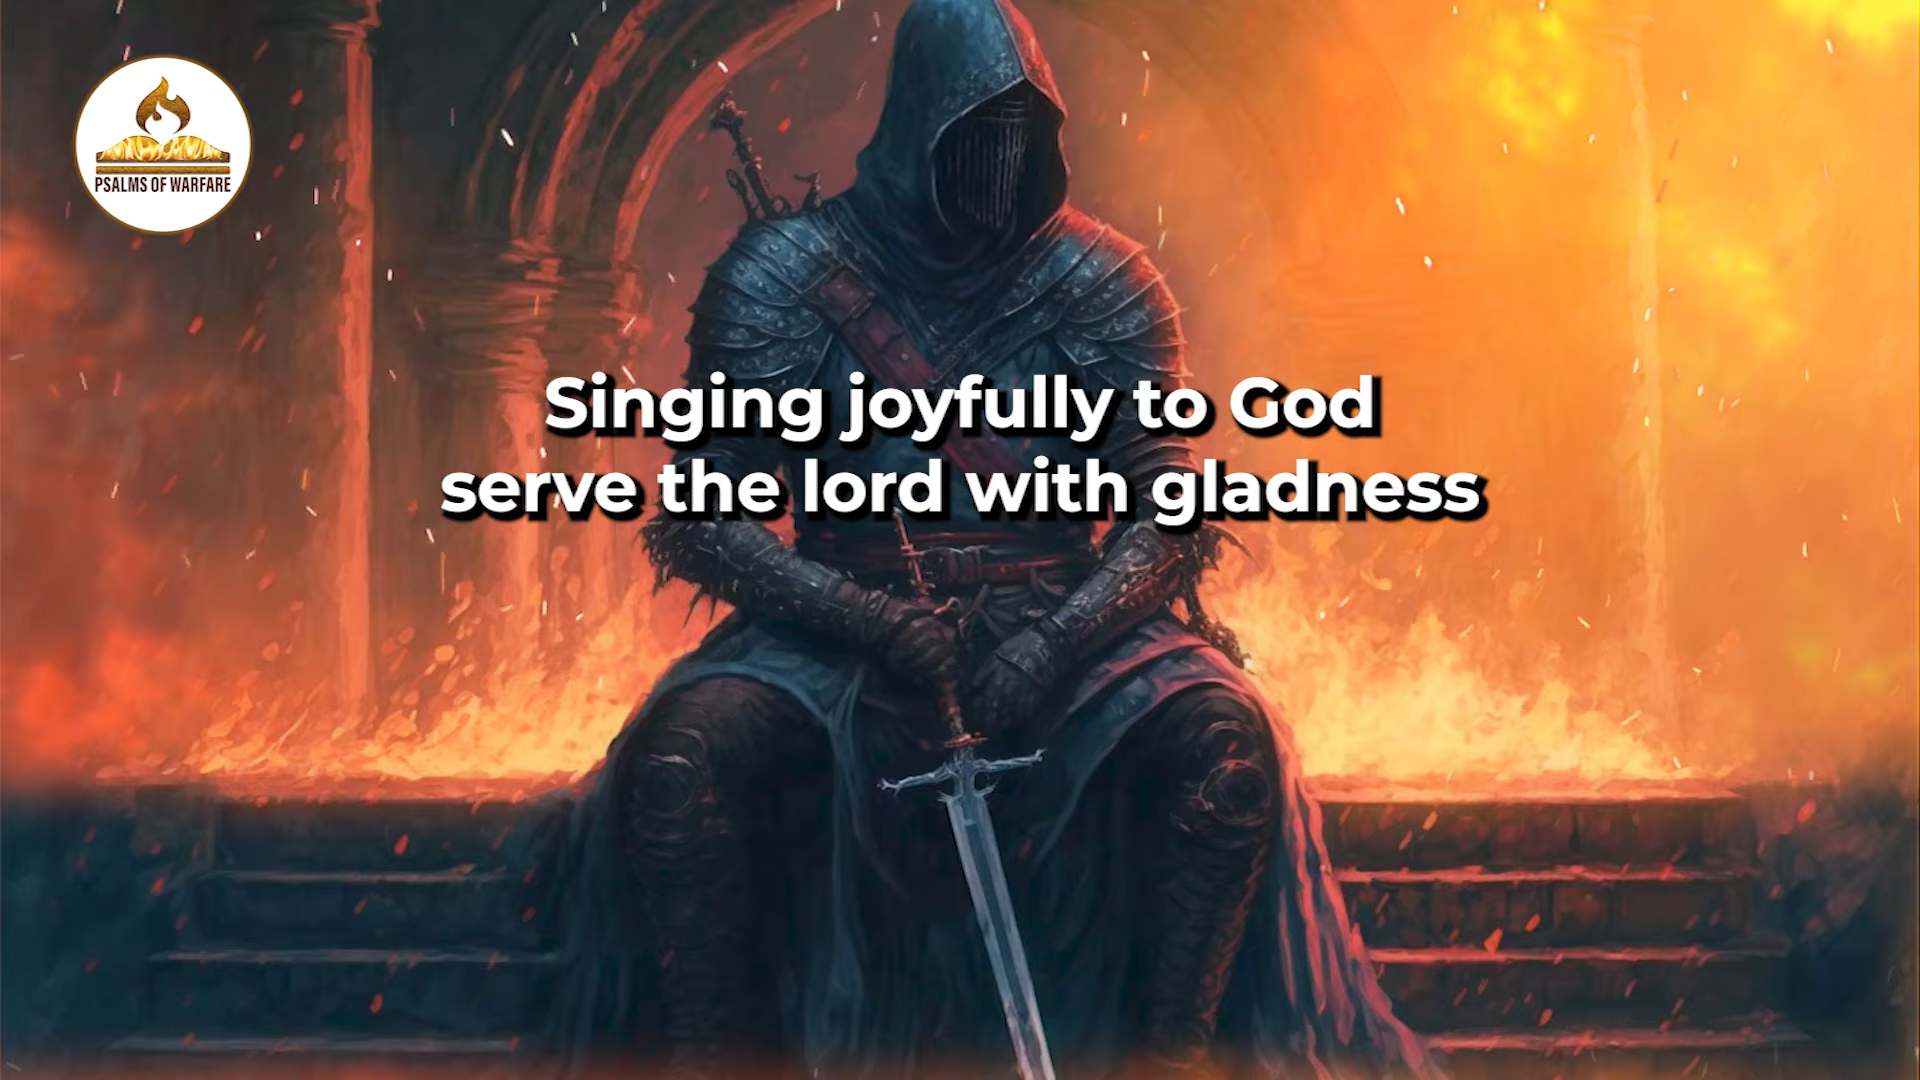 PSALMS OF WARFARE
Singing joyfully to God
serve the lord with gladness